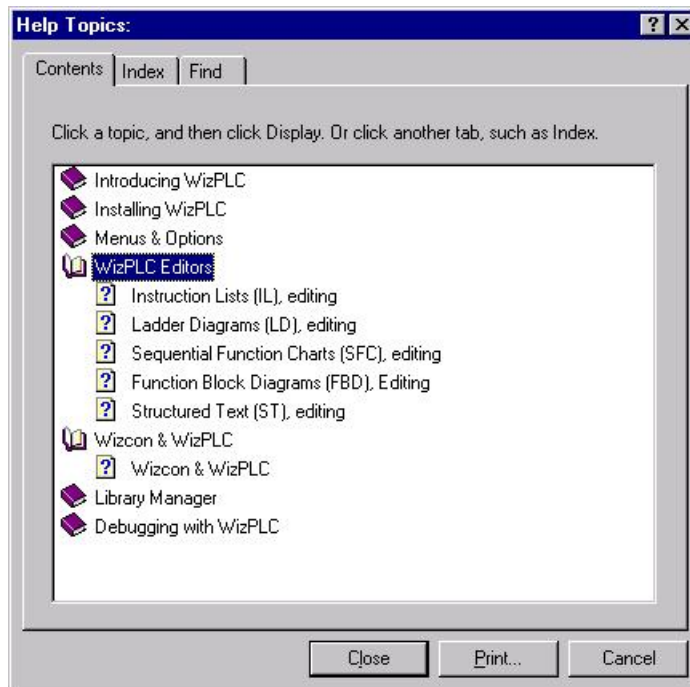 Help Topics:
Contents Index Find
Click a topic, and then click Display. Or click another tab, such as Index.
Introducing WizPLC
Installing WizPLC
Menus & Options
WizPLC Editors
Instruction Lists (IL), editing
Ladder Diagrams (LD), editing
Sequential Function Charts (SFC), editing
Function Block Diagrams (FBD), Editing
Structured Text (ST), editing
Wizcon & WizPLC
Wizcon & WizPLC
Library Manager
Debugging with WizPLC
Close Print... Cancel